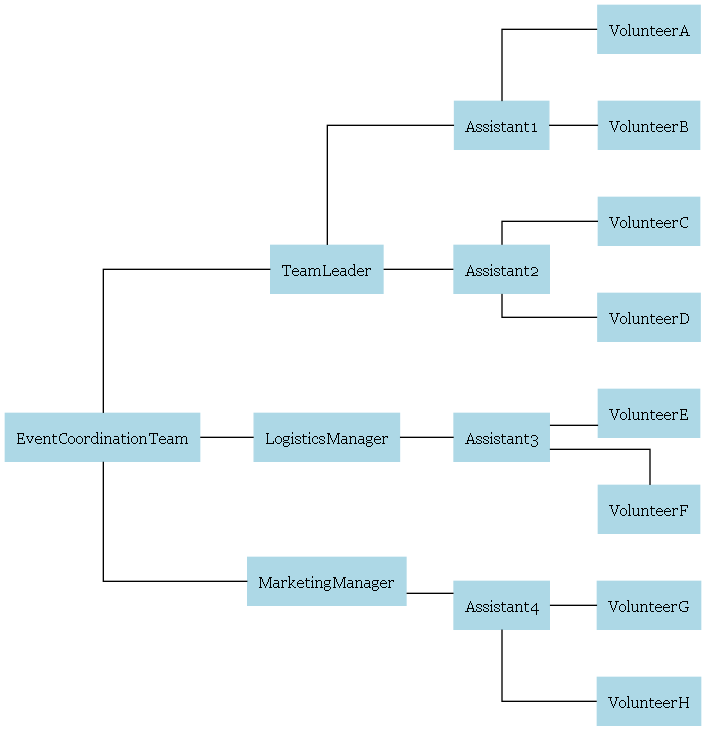 VolunteerA
Assistant1
VolunteerB
VolunteerC
TeamLeader
Assistant2
VolunteerD
VolunteerE
EventCoordinationTeam
LogisticsManager
Assistant3
VolunteerF
MarketingManager
Assistant4
VolunteerG
VolunteerH